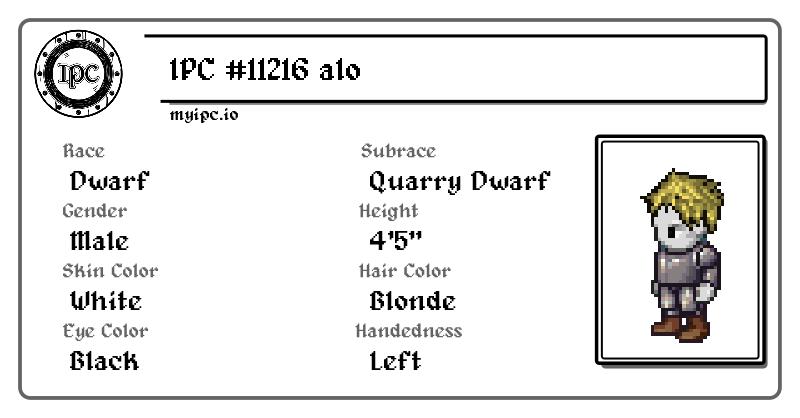 IPC
IPC #11216 alo
myipc.io
Race
Dwarf
Subrace
Quarry Dwarf
Gender
Male
Height
4'5"
Skin Color
White
Hair Color
Blonde
Eye Color
Black
Handedness
Left